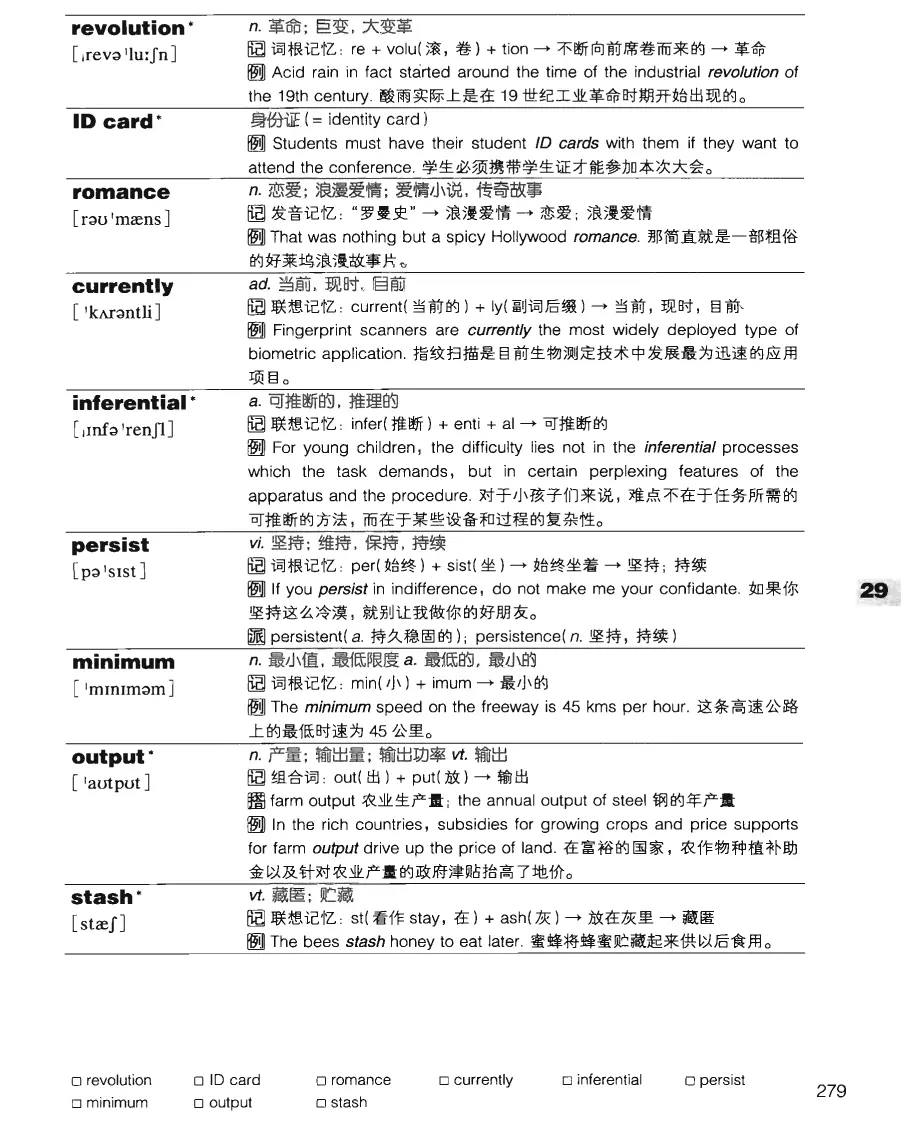 revolution*
n. 革命；巨变，大变革
[ˌrevəˈluːʃn]
记 词根记忆：re + volu(滚，卷) + tion → 不断向前席卷而来的 → 革命
例 Acid rain in fact started around the time of the industrial revolution of
the 19th century. 酸雨实际上是在 19 世纪工业革命时期开始出现的。
ID card*
身份证 (= identity card)
例 Students must have their student ID cards with them if they want to
attend the conference. 学生必须携带学生证才能参加本次大会。
romance
n. 恋爱；浪漫爱情；爱情小说，传奇故事
[rəʊˈmæns]
记 发音记忆：“罗曼史” → 浪漫爱情 → 恋爱；浪漫爱情
例 That was nothing but a spicy Hollywood romance. 那简直就是一部粗俗
的好莱坞浪漫故事片。
currently
ad. 当前，现时，目前
[ˈkʌrəntli]
记 联想记忆：current(当前的) + ly(副词后缀) → 当前，现时，目前
例 Fingerprint scanners are currently the most widely deployed type of
biometric application. 指纹扫描是目前生物测定技术中发展最为迅速的应用
项目。
inferential*
a. 可推断的，推理的
[ˌɪnfəˈrenʃl]
记 联想记忆：infer(推断) + enti + al → 可推断的
例 For young children, the difficulty lies not in the inferential processes
which the task demands, but in certain perplexing features of the
apparatus and the procedure. 对于小孩子们来说，难点不在于任务所需的
可推断的方法，而在于某些设备和过程的复杂性。
persist
vi. 坚持；维持，保持，持续
[pəˈsɪst]
记 词根记忆：per(始终) + sist(坐) → 始终坐着 → 坚持；持续
例 If you persist in indifference, do not make me your confidante. 如果你
坚持这么冷漠，就别让我做你的好朋友。
29
派 persistent(a. 持久稳固的)；persistence(n. 坚持，持续)
minimum
n. 最小值，最低限度 a. 最低的，最小的
[ˈmɪnɪməm]
记 词根记忆：min(小) + imum → 最小的
例 The minimum speed on the freeway is 45 kms per hour. 这条高速公路
上的最低时速为 45 公里。
output*
n. 产量；输出量；输出功率 vt. 输出
[ˈaʊtpʊt]
记 组合词：out(出) + put(放) → 输出
搭 farm output 农业生产量；the annual output of steel 钢的年产量
例 In the rich countries, subsidies for growing crops and price supports
for farm output drive up the price of land. 在富裕的国家，农作物种植补助
金以及针对农业产量的政府津贴抬高了地价。
stash*
vt. 藏匿；贮藏
[stæʃ]
记 联想记忆：st(看作 stay，在) + ash(灰) → 放在灰里 → 藏匿
例 The bees stash honey to eat later. 蜜蜂将蜂蜜贮藏起来供以后食用。
□ revolution □ ID card □ romance □ currently □ inferential □ persist
□ minimum □ output □ stash
279